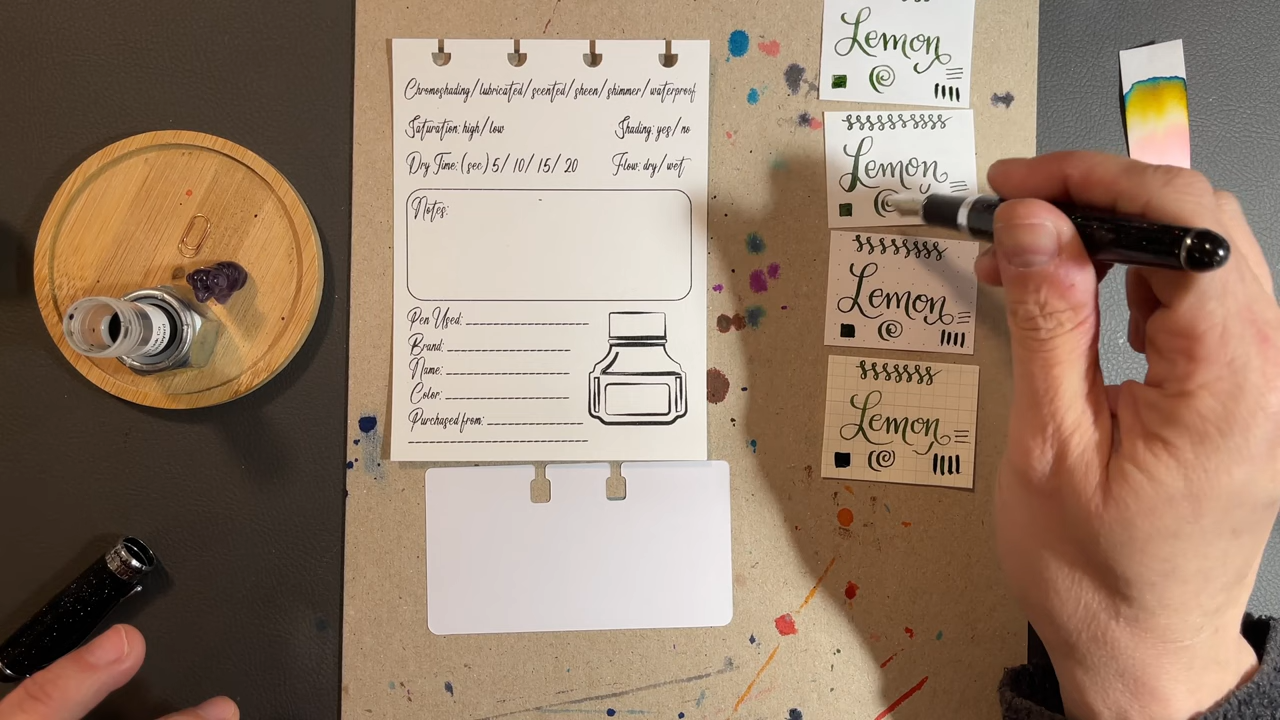 Chromoshading/ lubricated/ scented/ sheen/ shimmer/ waterproof
Saturation: high/ low
Shading: yes/ no
Dry Time: (sec) 5/ 10/ 15/ 20
Flow: dry/ wet
Notes:
Pen Used:
Brand:
Name:
Color:
Purchased from:
Lemon
Lemon
Lemon
Lemon